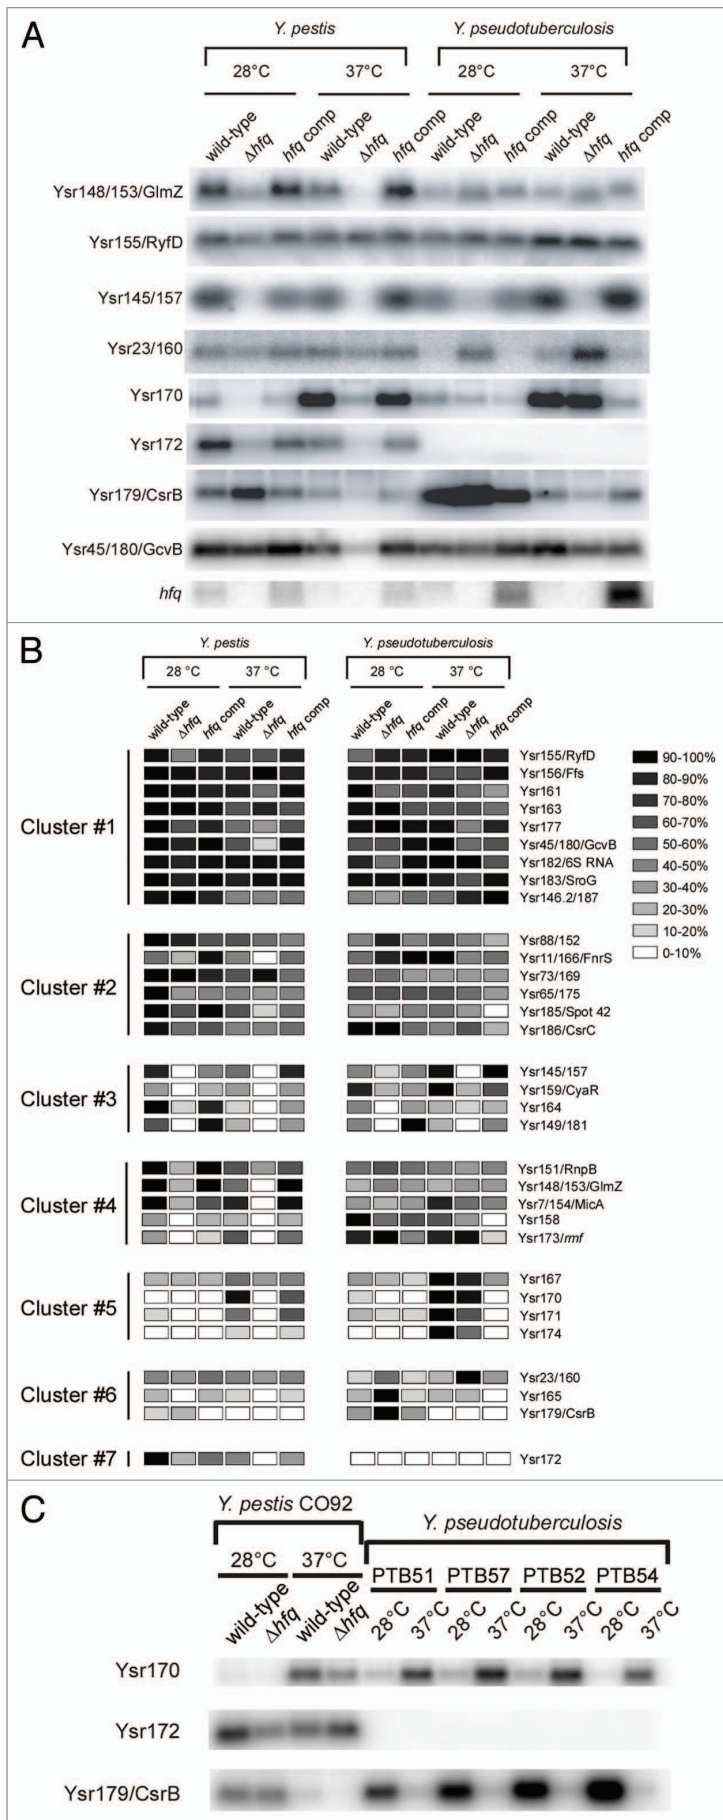 A
Y. pestis Y. pseudotuberculosis
28°C 37°C 28°C 37°C
wild-type Δhfq hfq comp wild-type Δhfq hfq comp wild-type Δhfq hfq comp wild-type Δhfq hfq comp
Ysr148/153/GlmZ
Ysr155/RyfD
Ysr145/157
Ysr23/160
Ysr170
Ysr172
Ysr179/CsrB
Ysr45/180/GcvB
hfq
B
Y. pestis Y. pseudotuberculosis
28 °C 37 °C 28 °C 37 °C
wild-type Δhfq hfq comp wild-type Δhfq hfq comp wild-type Δhfq hfq comp wild-type Δhfq hfq comp
Cluster #1
Ysr155/RyfD
Ysr156/Ffs
Ysr161
Ysr163
Ysr177
Ysr45/180/GcvB
Ysr182/6S RNA
Ysr183/SroG
Ysr146.2/187
90-100%
80-90%
70-80%
60-70%
50-60%
40-50%
30-40%
20-30%
10-20%
0-10%
Cluster #2
Ysr88/152
Ysr11/166/FnrS
Ysr73/169
Ysr65/175
Ysr185/Spot 42
Ysr186/CsrC
Cluster #3
Ysr145/157
Ysr159/CyaR
Ysr164
Ysr149/181
Cluster #4
Ysr151/RnpB
Ysr148/153/GlmZ
Ysr7/154/MicA
Ysr158
Ysr173/rmf
Cluster #5
Ysr167
Ysr170
Ysr171
Ysr174
Cluster #6
Ysr23/160
Ysr165
Ysr179/CsrB
Cluster #7
Ysr172
C
Y. pestis CO92 Y. pseudotuberculosis
28°C 37°C PTB51 PTB57 PTB52 PTB54
wild-type Δhfq wild-type Δhfq 28°C 37°C 28°C 37°C 28°C 37°C 28°C 37°C
Ysr170
Ysr172
Ysr179/CsrB